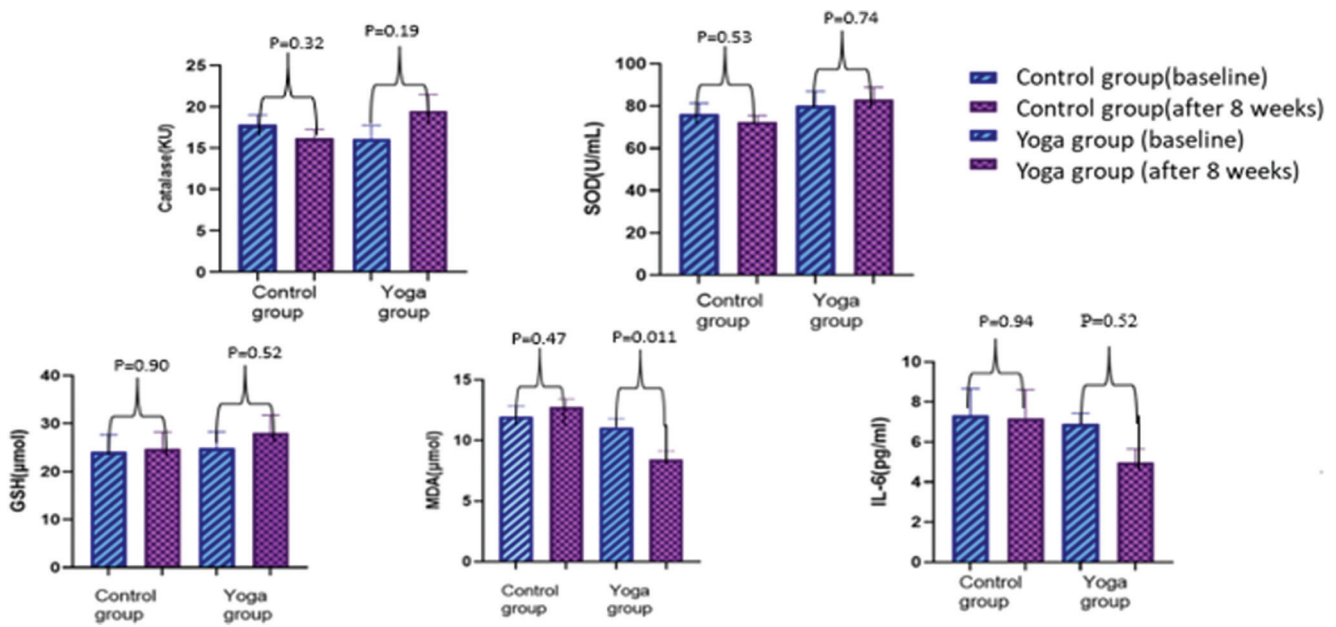 P=0.32
P=0.19
25
20
15
10
5
0
Catalase(KU)
Control
group
Yoga
group
P=0.53
P=0.74
100
80
60
40
20
0
SOD(U/mL)
Control
group
Yoga
group
Control group(baseline)
Control group(after 8 weeks)
Yoga group (baseline)
Yoga group (after 8 weeks)
P=0.90
P=0.52
40
30
20
10
0
GSH(µmol)
Control
group
Yoga
group
P=0.47
P=0.011
15
10
5
0
MDA(µmol)
Control
group
Yoga
group
P=0.94
P=0.52
10
8
6
4
2
0
IL-6(pg/ml)
Control
group
Yoga
group